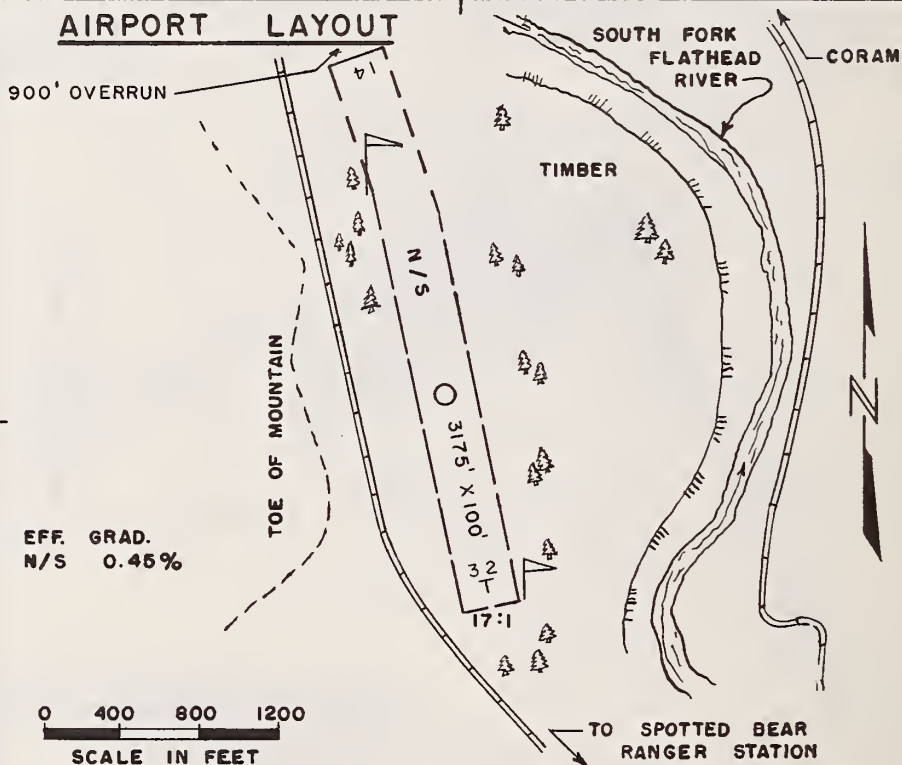 AIRPORT LAYOUT
900' OVERRUN
14
SOUTH FORK
FLATHEAD
RIVER
CORAM
TIMBER
N/S
TOE OF MOUNTAIN
3175' X 100'
N
EFF. GRAD.
N/S 0.45%
32
T
17:1
0 400 800 1200
SCALE IN FEET
TO SPOTTED BEAR
RANGER STATION